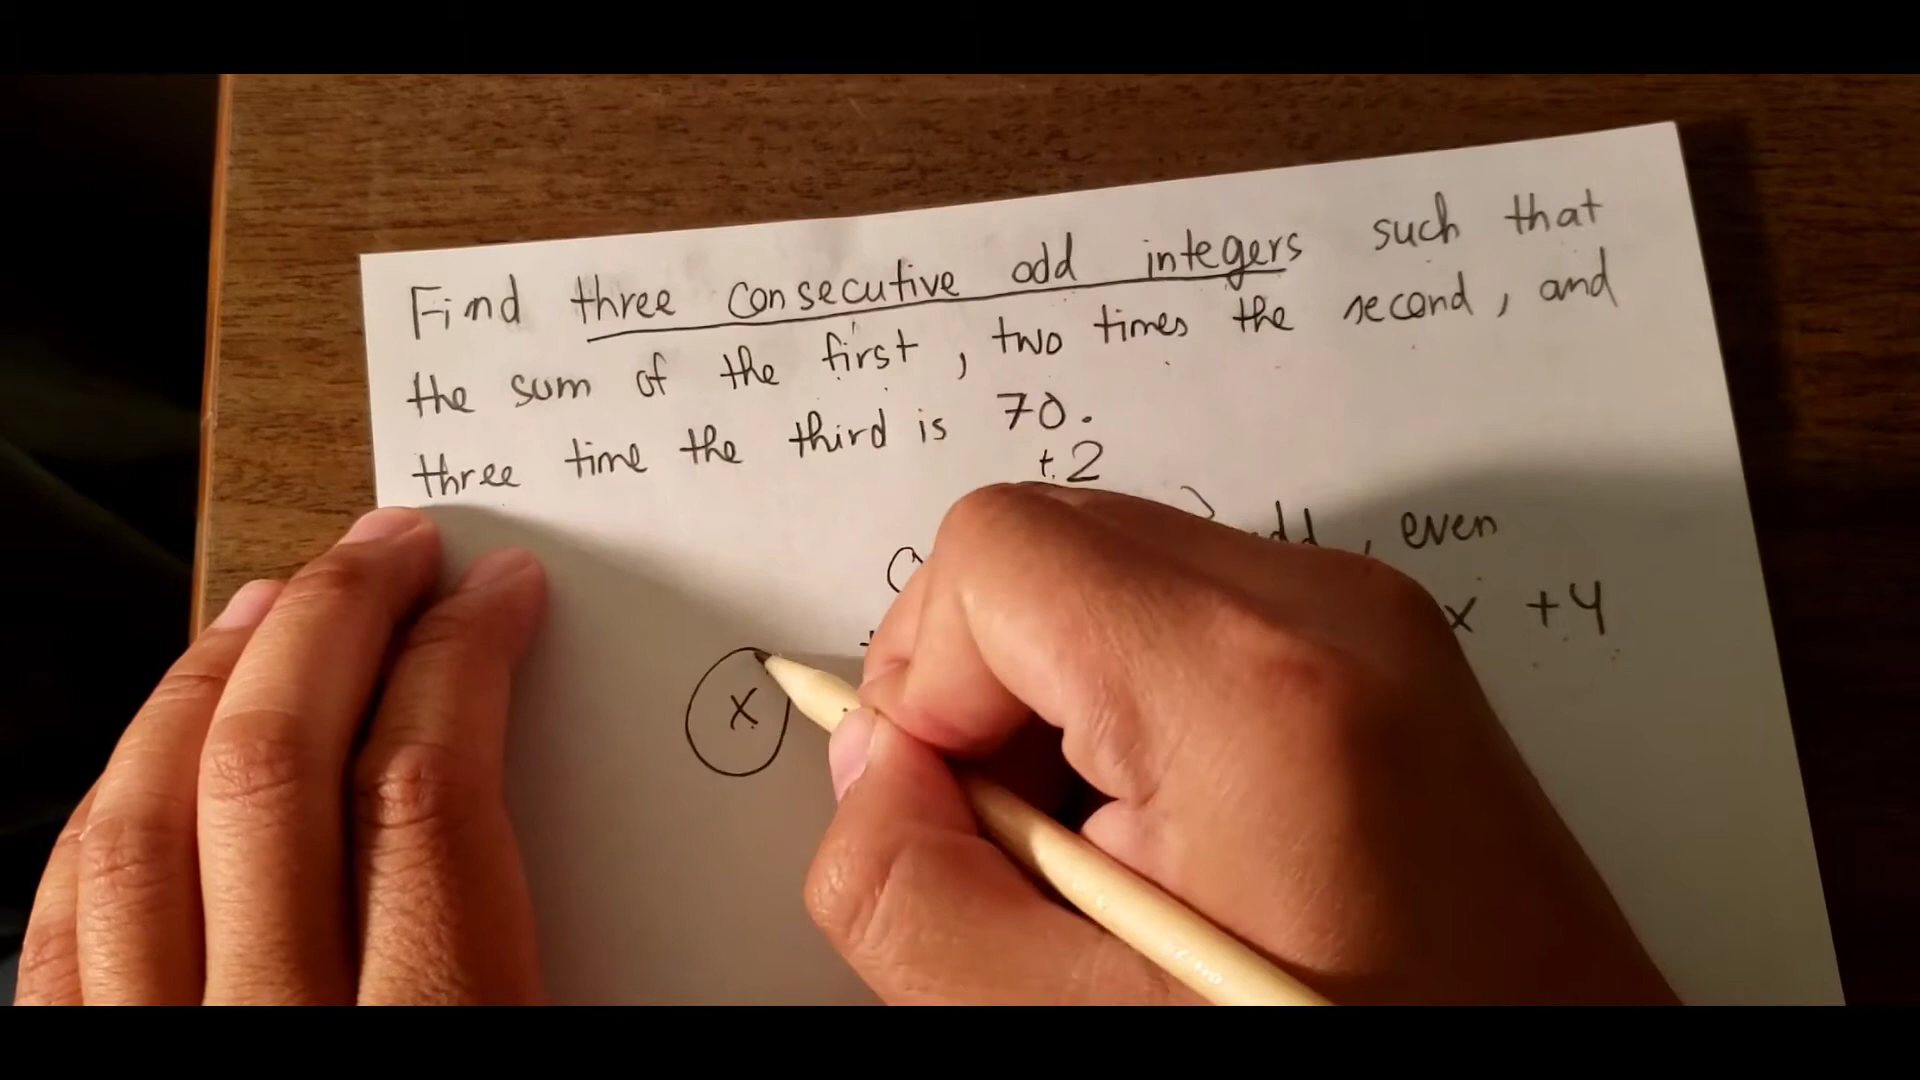 Find three consecutive odd integers such that
the sum of the first, two times the second, and
three time the third is 70.
+2
even
x +4
x